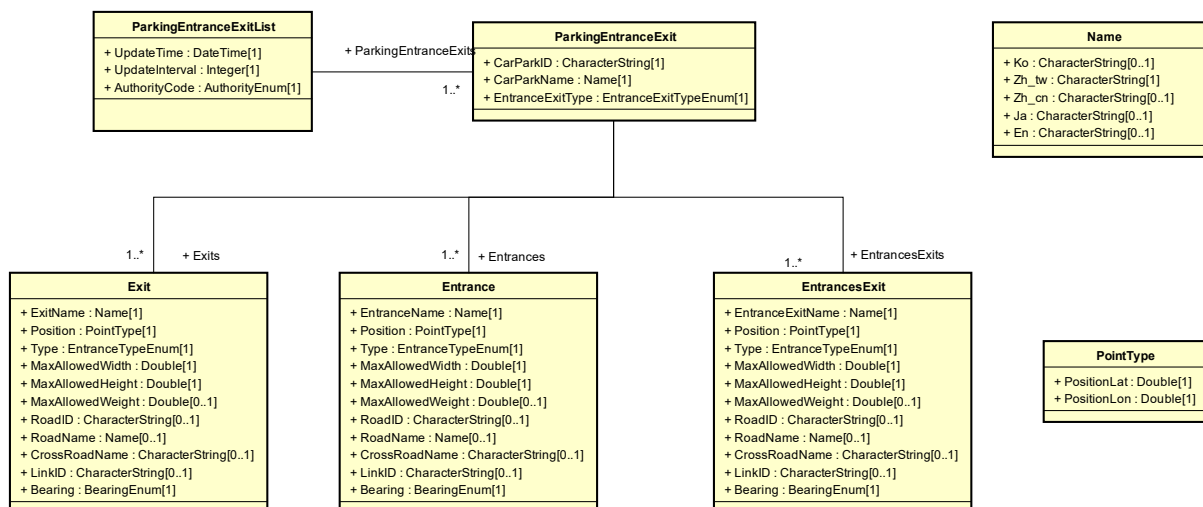 ParkingEntranceExitList
+ UpdateTime : DateTime[1]
+ UpdateInterval : Integer[1]
+ AuthorityCode : AuthorityEnum[1]
+ ParkingEntranceExits
1..*
ParkingEntranceExit
+ CarParkID : CharacterString[1]
+ CarParkName : Name[1]
+ EntranceExitType : EntranceExitTypeEnum[1]
Name
+ Ko : CharacterString[0..1]
+ Zh_tw : CharacterString[1]
+ Zh_cn : CharacterString[0..1]
+ Ja : CharacterString[0..1]
+ En : CharacterString[0..1]
1..*
+ Exits
1..*
+ Entrances
1..*
+ EntrancesExits
Exit
+ ExitName : Name[1]
+ Position : PointType[1]
+ Type : EntranceTypeEnum[1]
+ MaxAllowedWidth : Double[1]
+ MaxAllowedHeight : Double[1]
+ MaxAllowedWeight : Double[0..1]
+ RoadID : CharacterString[0..1]
+ RoadName : Name[0..1]
+ CrossRoadName : CharacterString[0..1]
+ LinkID : CharacterString[0..1]
+ Bearing : BearingEnum[1]
Entrance
+ EntranceName : Name[1]
+ Position : PointType[1]
+ Type : EntranceTypeEnum[1]
+ MaxAllowedWidth : Double[1]
+ MaxAllowedHeight : Double[1]
+ MaxAllowedWeight : Double[0..1]
+ RoadID : CharacterString[0..1]
+ RoadName : Name[0..1]
+ CrossRoadName : CharacterString[0..1]
+ LinkID : CharacterString[0..1]
+ Bearing : BearingEnum[1]
EntrancesExit
+ EntranceExitName : Name[1]
+ Position : PointType[1]
+ Type : EntranceTypeEnum[1]
+ MaxAllowedWidth : Double[1]
+ MaxAllowedHeight : Double[1]
+ MaxAllowedWeight : Double[0..1]
+ RoadID : CharacterString[0..1]
+ RoadName : Name[0..1]
+ CrossRoadName : CharacterString[0..1]
+ LinkID : CharacterString[0..1]
+ Bearing : BearingEnum[1]
PointType
+ PositionLat : Double[1]
+ PositionLon : Double[1]